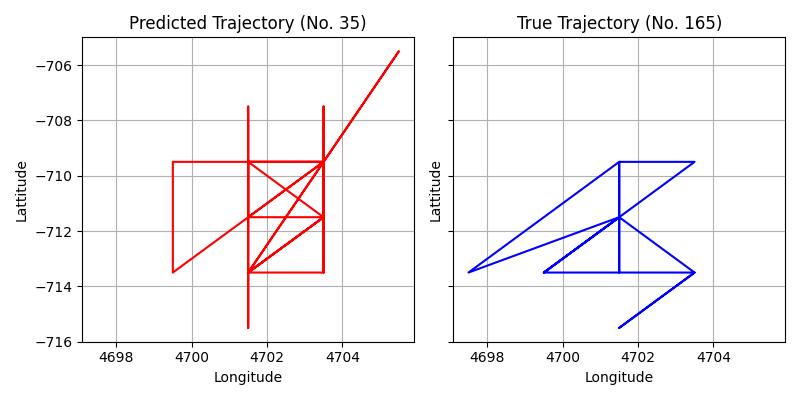 Predicted Trajectory (No. 35)
True Trajectory (No. 165)
Lattitude
−706
−708
−710
−712
−714
−716
4698
4700
4702
4704
Longitude
Lattitude
4698
4700
4702
4704
Longitude